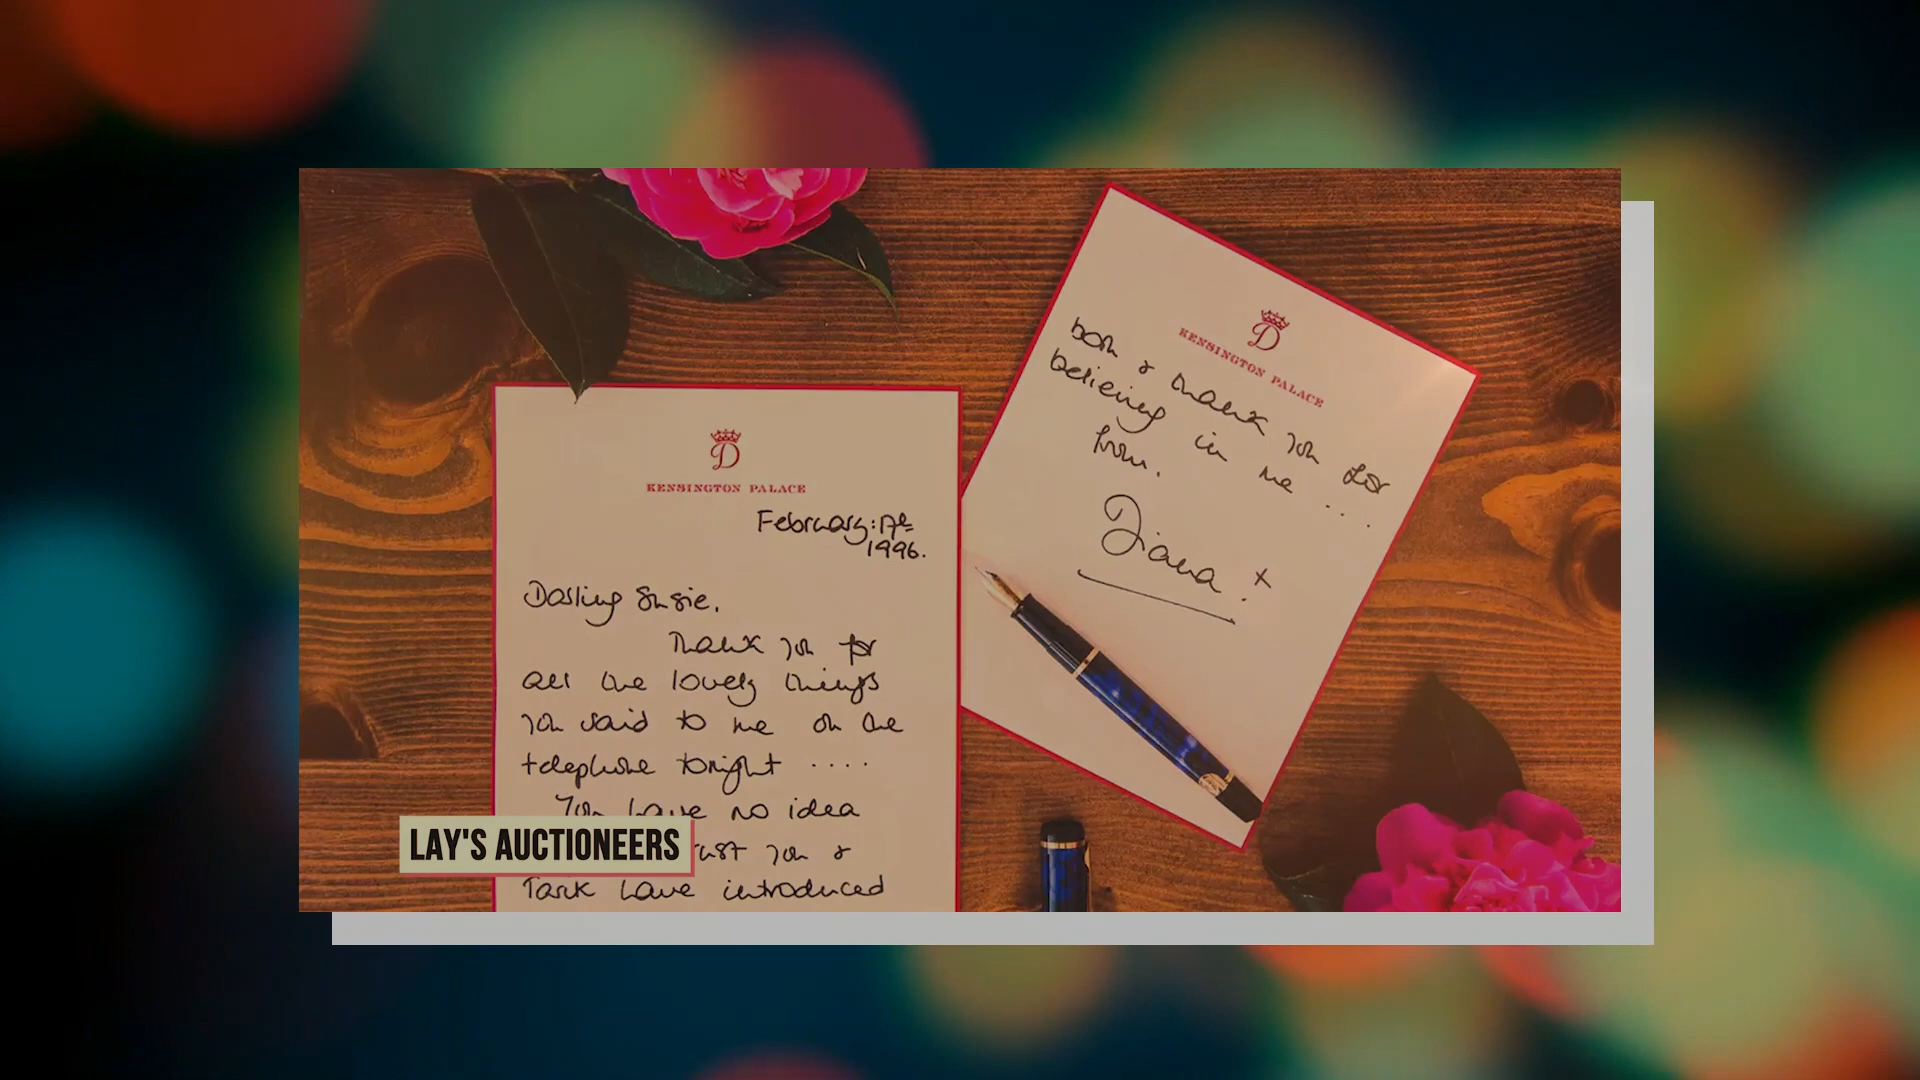 D
KENSINGTON PALACE
February: 17th
1996.
Darling Susie,
Thank you for
all the lovely things
you said to me on the
telephone tonight ....
You have no idea
you &
Tarik have introduced
D
KENSINGTON PALACE
both & thank you for
believing in me ...
from.
Diana. x
LAY'S AUCTIONEERS